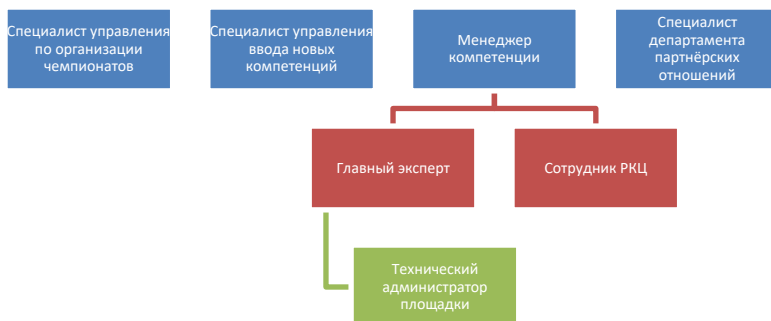 Специалист управления
по организации
чемпионатов
Специалист управления
ввода новых
компетенций
Менеджер
компетенции
Специалист
департамента
партнёрских
отношений
Главный эксперт
Сотрудник РКЦ
Технический
администратор
площадки